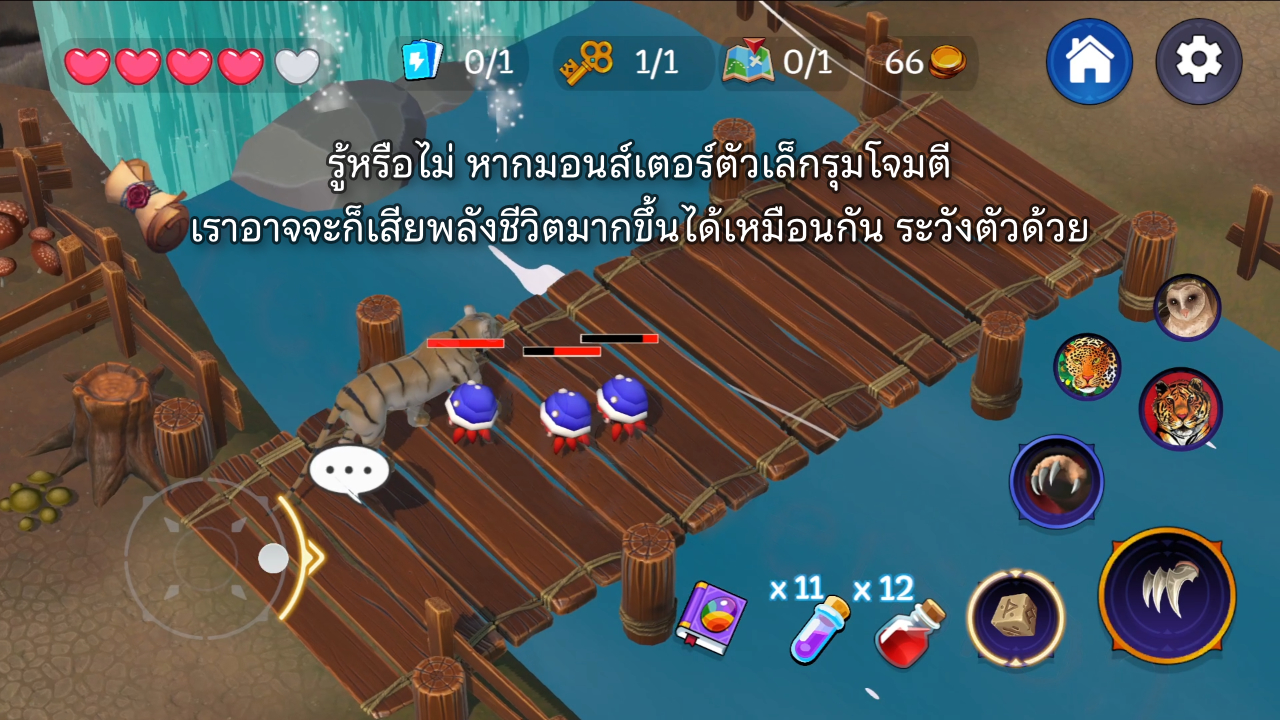 0/1 1/1 0/1 66
รู้หรือไม่ หากมอนส์เตอร์ตัวเล็กรุมโจมตี
เราอาจจะก็เสียพลังชีวิตมากขึ้นได้เหมือนกัน ระวังตัวด้วย
x 11 x 12